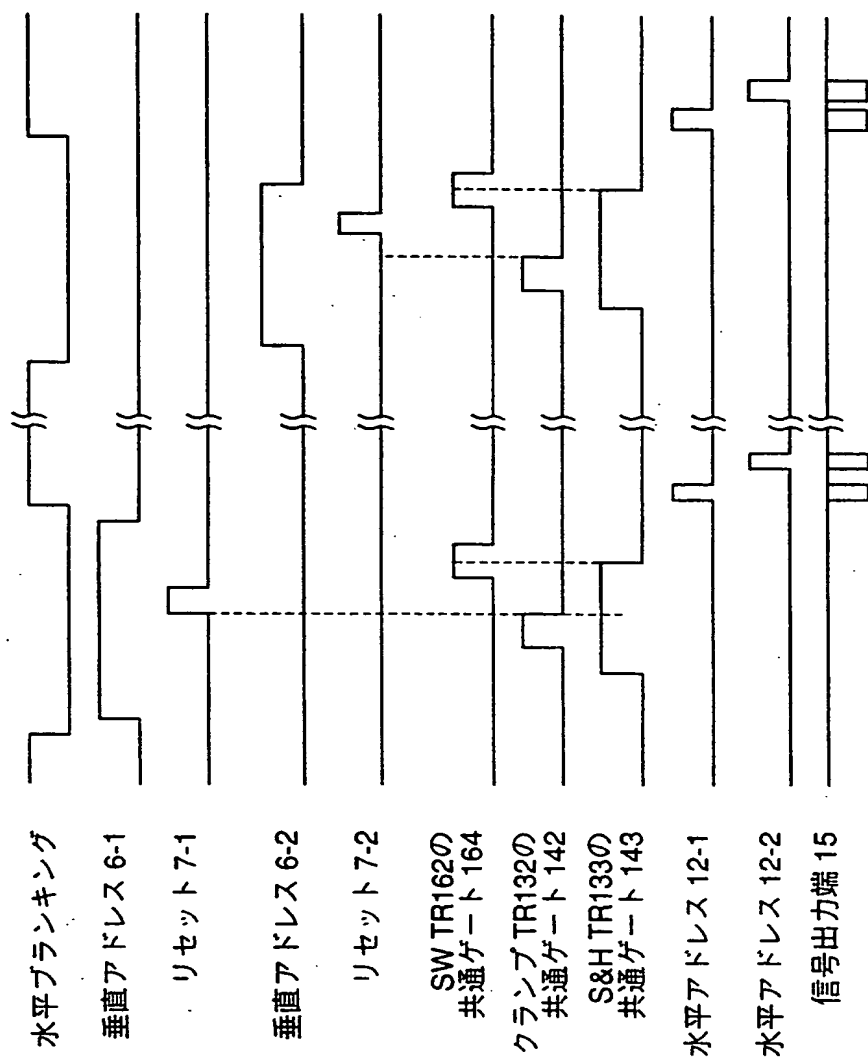 水平ブランキング
垂直アドレス 6-1
リセット 7-1
垂直アドレス 6-2
リセット 7-2
SW TR162の
共通ゲート 164
クランプ TR132の
共通ゲート 142
S&H TR133の
共通ゲート 143
水平アドレス 12-1
水平アドレス 12-2
信号出力端 15